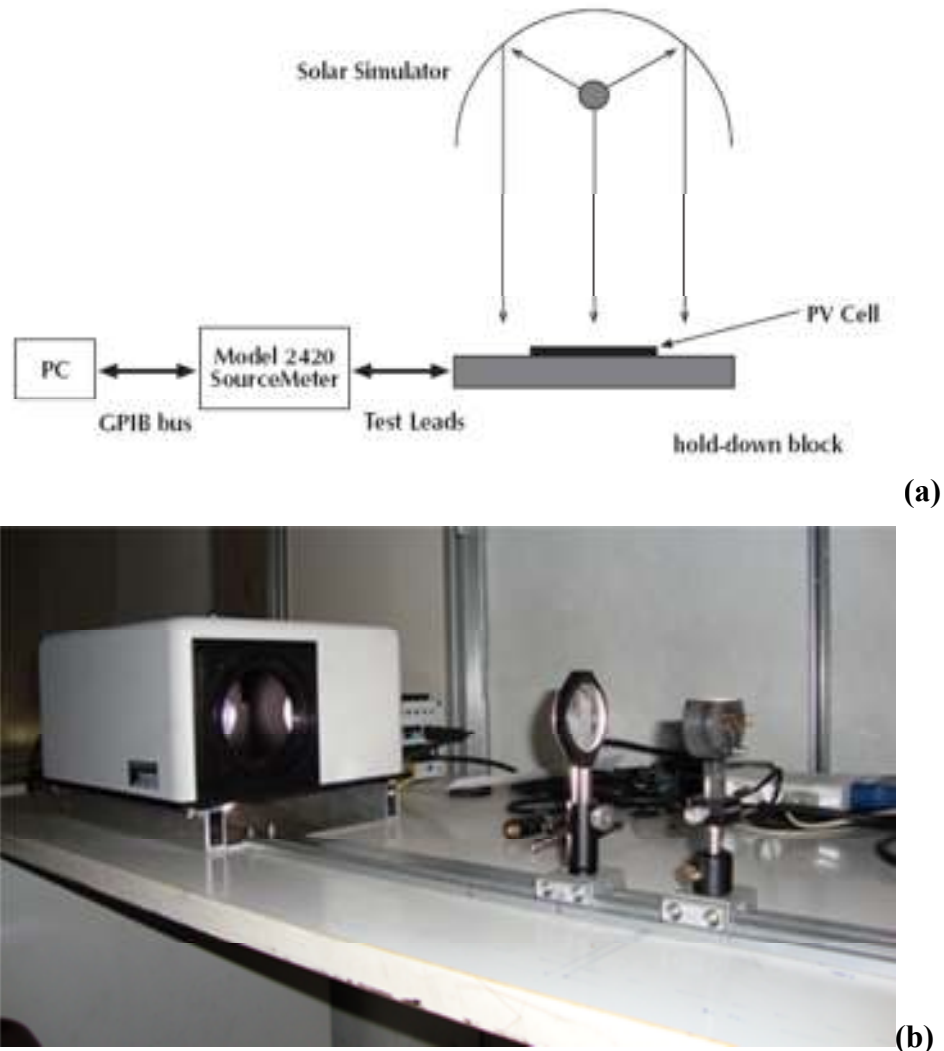 Solar Simulator
PV Cell
PC
Model 2420
SourceMeter
GPIB bus
Test Leads
hold-down block
(a)
(b)